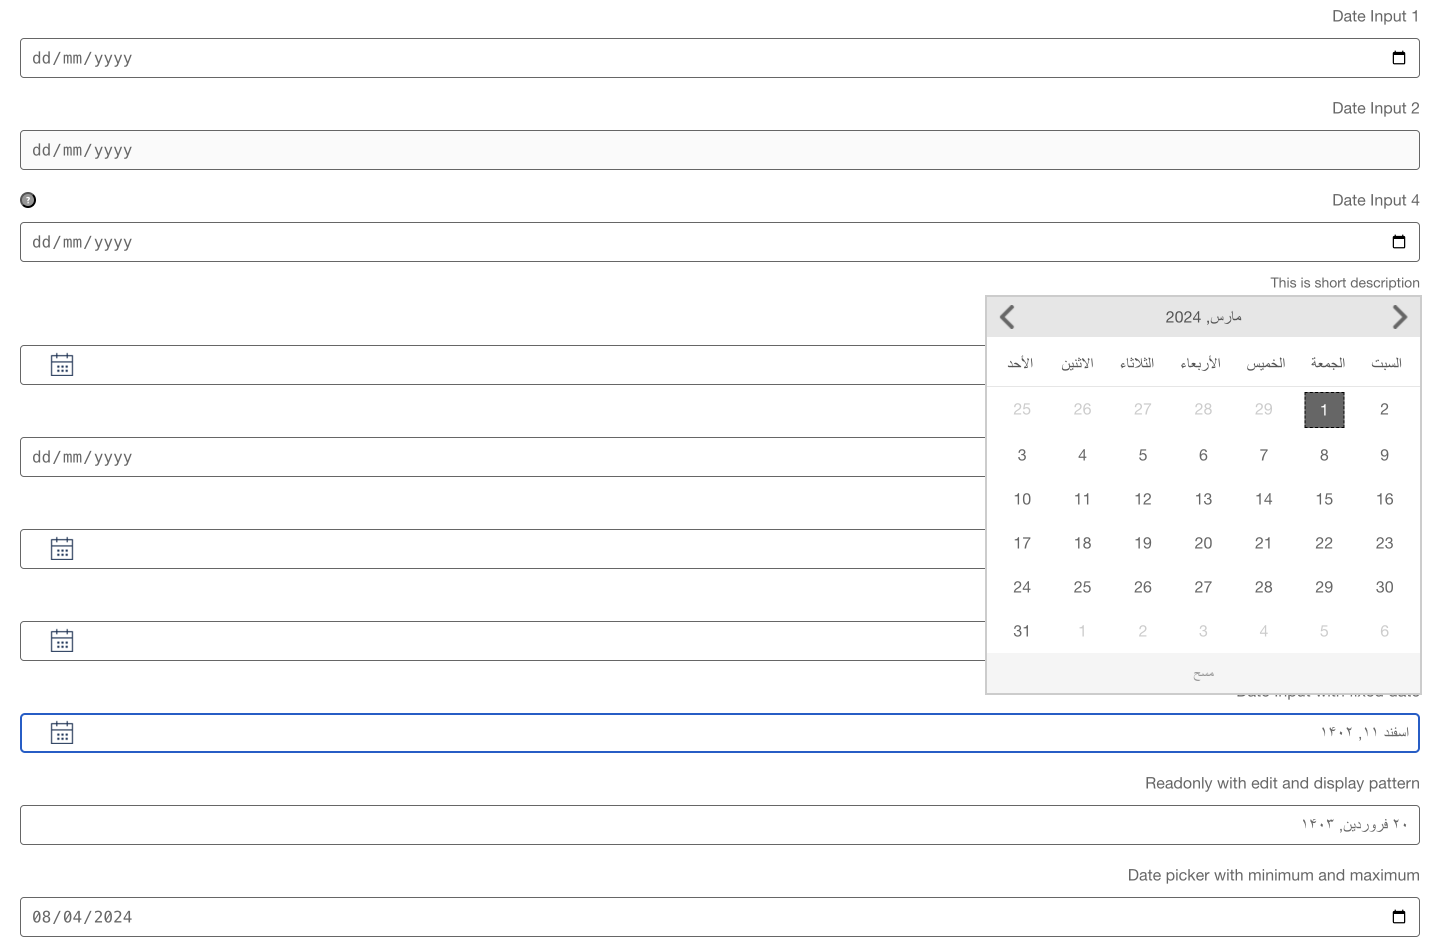 Date Input 1
dd/mm/yyyy
Date Input 2
dd/mm/yyyy
Date Input 4
?
dd/mm/yyyy
This is short description
مارس, 2024
السبت الجمعة الخميس الأربعاء الثلاثاء الاثنين الأحد
25 26 27 28 29 1 2
dd/mm/yyyy
3 4 5 6 7 8 9
10 11 12 13 14 15 16
17 18 19 20 21 22 23
24 25 26 27 28 29 30
31 1 2 3 4 5 6
مسح
Date Input with fixed date
اسفند ۱۱, ۱۴۰۲
Readonly with edit and display pattern
۲۰ فروردین, ۱۴۰۳
Date picker with minimum and maximum
08/04/2024